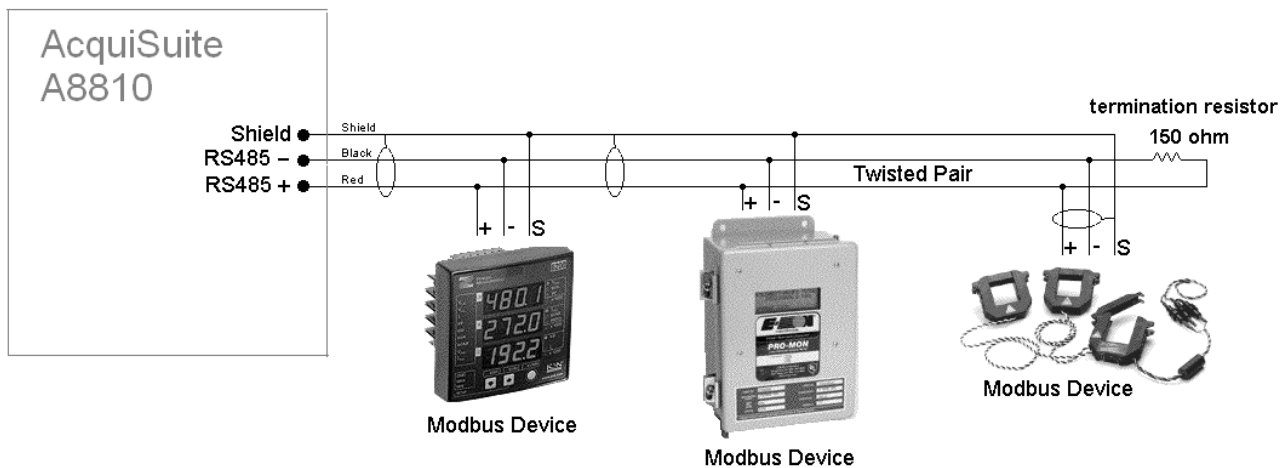 AcquiSuite
A8810
termination resistor
150 ohm
Shield
Shield
RS485 –
Black
RS485 +
Red
Twisted Pair
+ - S
+ - S
+ - S
480.1
272.0
192.2
PRO-MON
Modbus Device
Modbus Device
Modbus Device